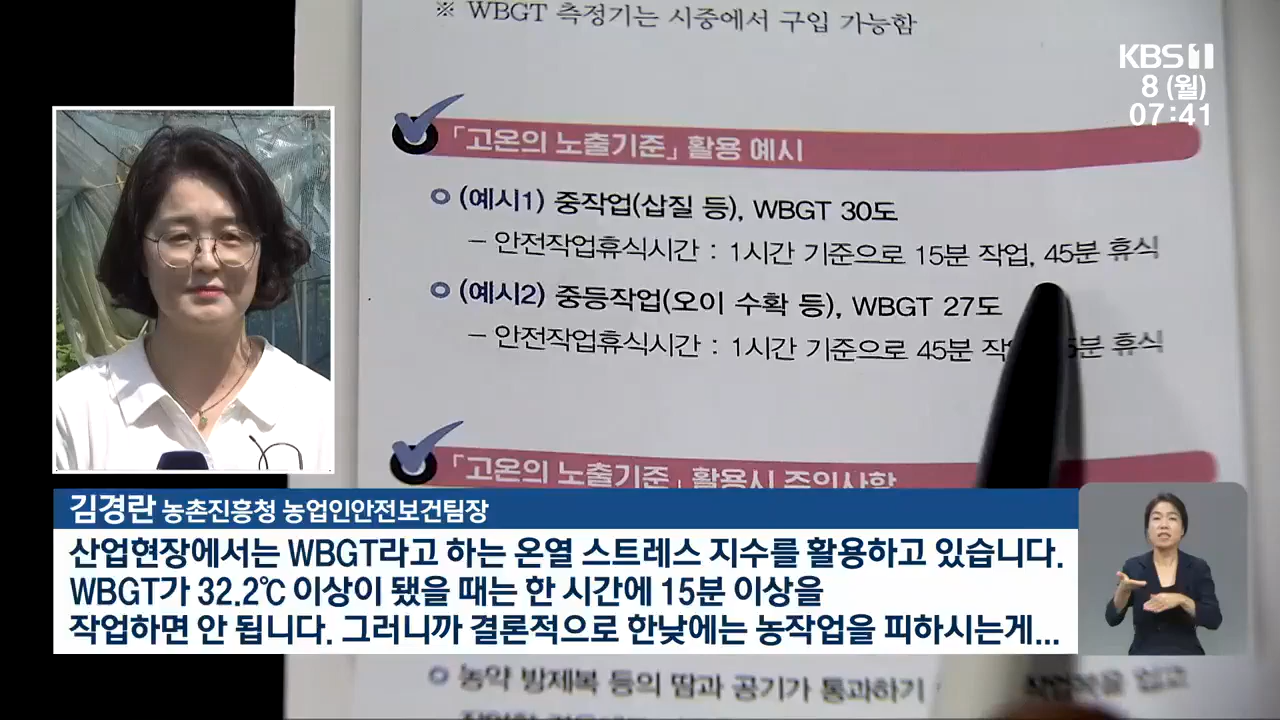 ※ WBGT 측정기는 시중에서 구입 가능함
KBS1
8 (월)
07:41
「고온의 노출기준」 활용 예시
(예시1) 중작업(삽질 등), WBGT 30도
– 안전작업휴식시간 : 1시간 기준으로 15분 작업, 45분 휴식
(예시2) 중등작업(오이 수확 등), WBGT 27도
– 안전작업휴식시간 : 1시간 기준으로 45분 휴식
「고온의 노출기준」 활용시 주의사항
김경란 농촌진흥청 농업인안전보건팀장
산업현장에서는 WBGT라고 하는 온열 스트레스 지수를 활용하고 있습니다.
WBGT가 32.2℃ 이상이 됐을 때는 한 시간에 15분 이상을
작업하면 안 됩니다. 그러니까 결론적으로 한낮에는 농작업을 피하시는게...
농약 방제복 등의 땀과 공기가 통과하기